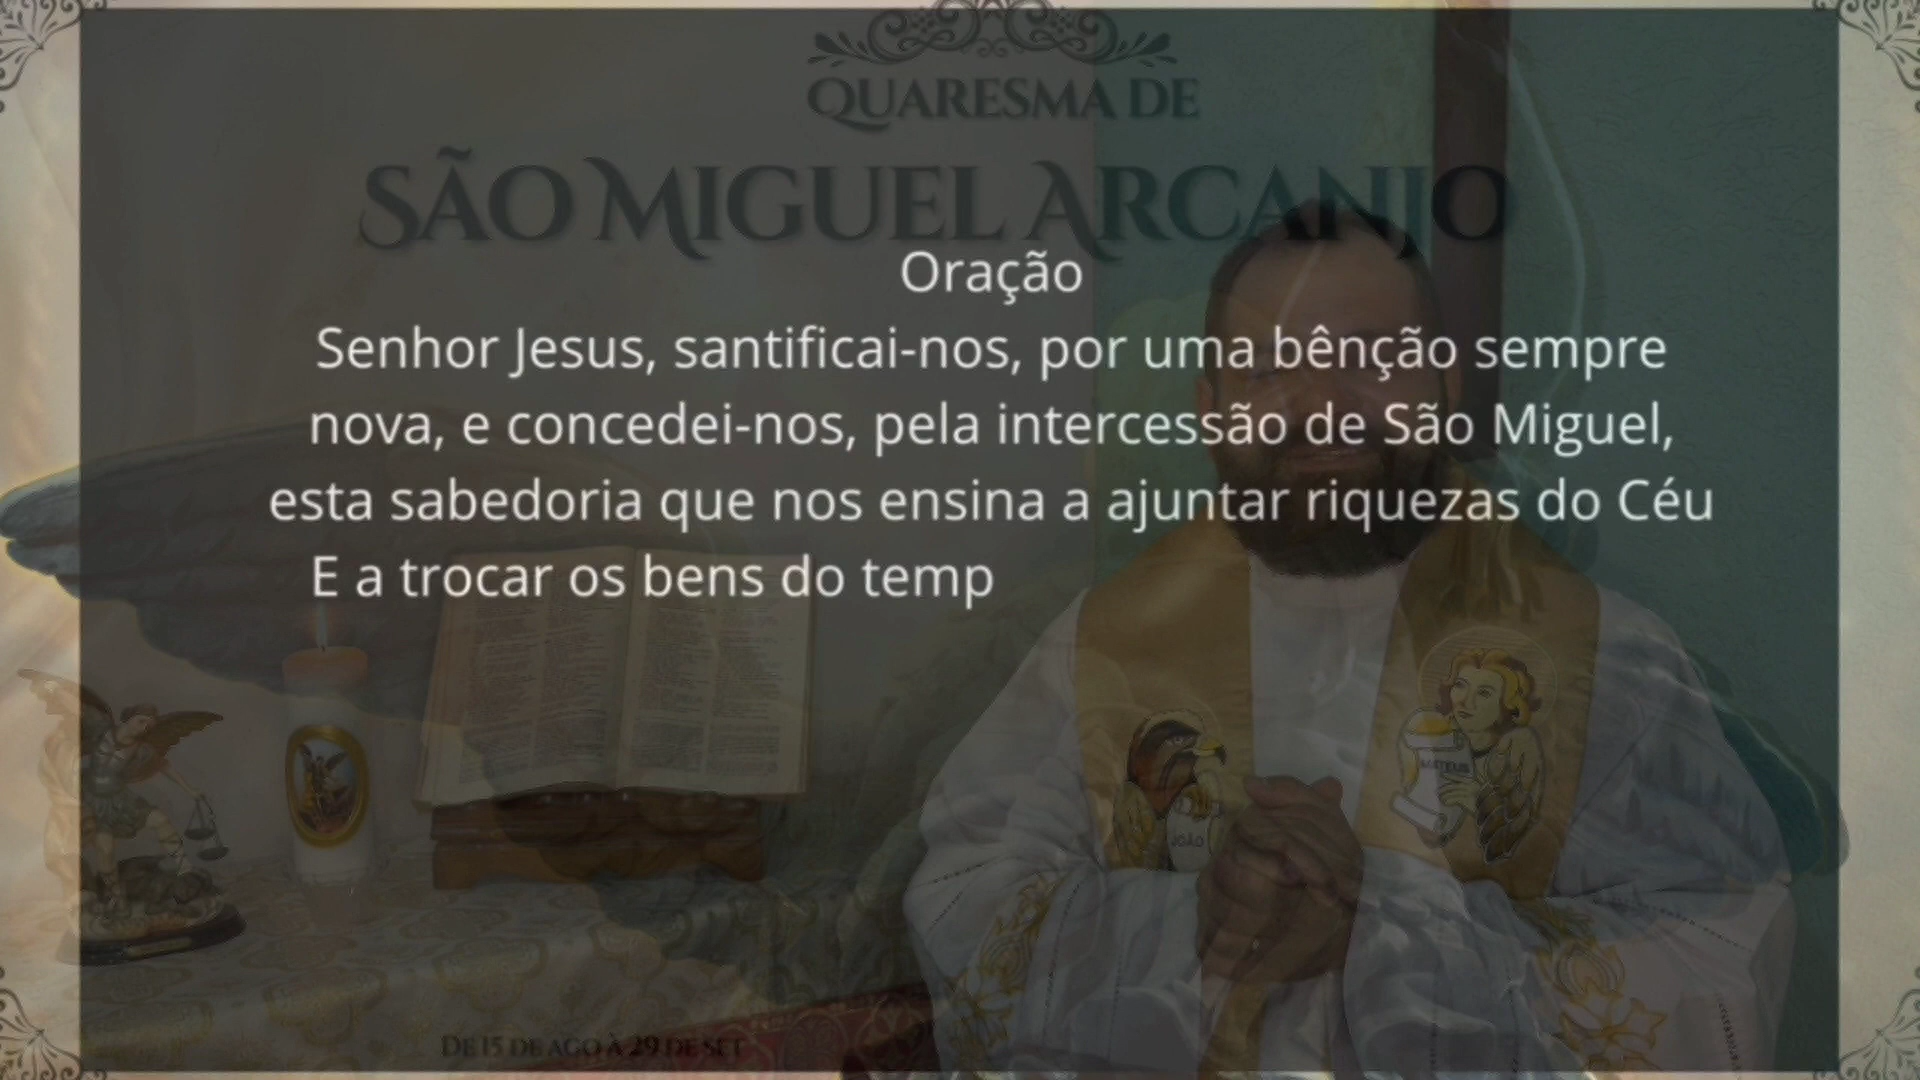 QUARESMA DE
SÃO MIGUEL ARCANJO
Oração
Senhor Jesus, santificai-nos, por uma bênção sempre
nova, e concedei-nos, pela intercessão de São Miguel,
esta sabedoria que nos ensina a ajuntar riquezas do Céu
E a trocar os bens do temp
MATEUS
JOÃO
DE 15 DE AGO À 29 DE SET